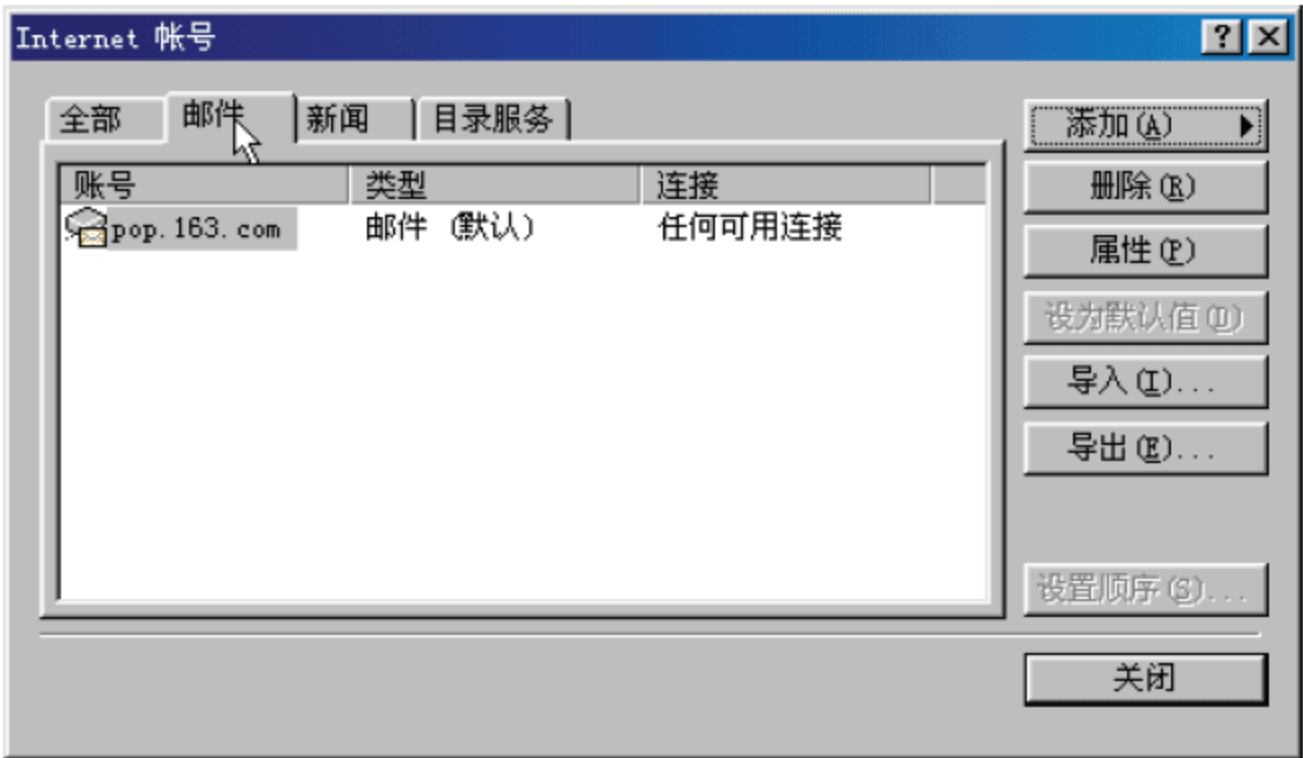 Internet 帐号
全部 邮件 新闻 目录服务
添加(A)
账号 类型 连接
删除(R)
pop.163.com 邮件 (默认) 任何可用连接
属性(P)
设为默认值(D)
导入(I)...
导出(E)...
设置顺序(S)...
关闭